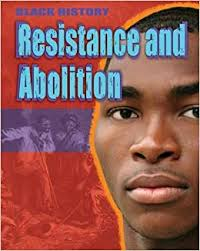 BLACK HISTORY
Resistance and
Abolition